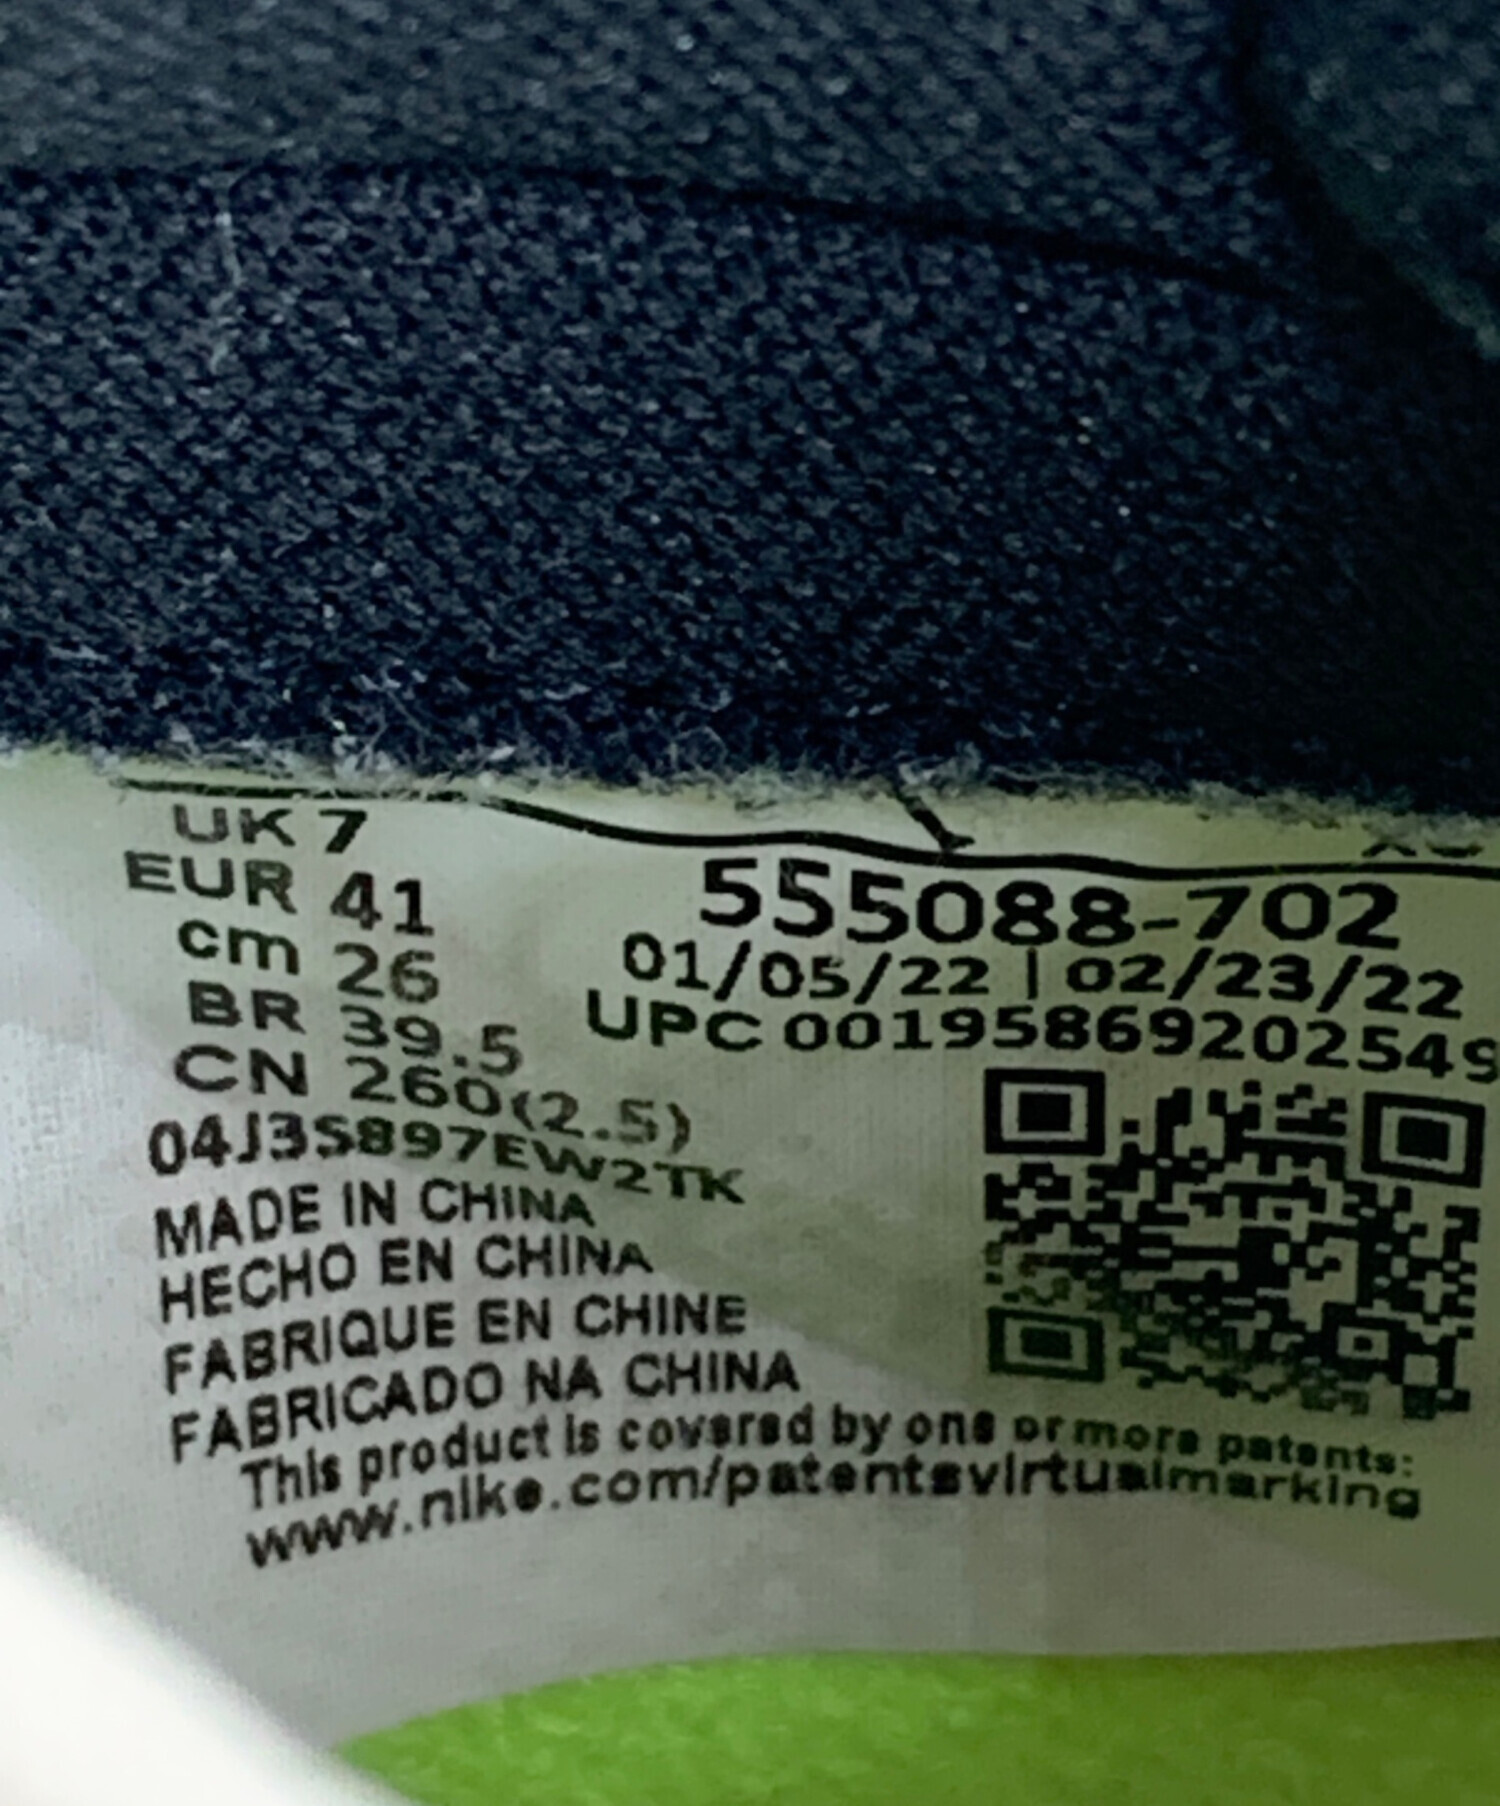 UK 7
EUR 41
cm 26
BR 39.5
CN 260(2.5)
04J3S897EW2TK
555088-702
01/05/22 | 02/23/22
UPC 00195869202549
MADE IN CHINA
HECHO EN CHINA
FABRIQUE EN CHINE
FABRICADO NA CHINA
This product is covered by one or more patents:
www.nike.com/patentsvirtualmarking